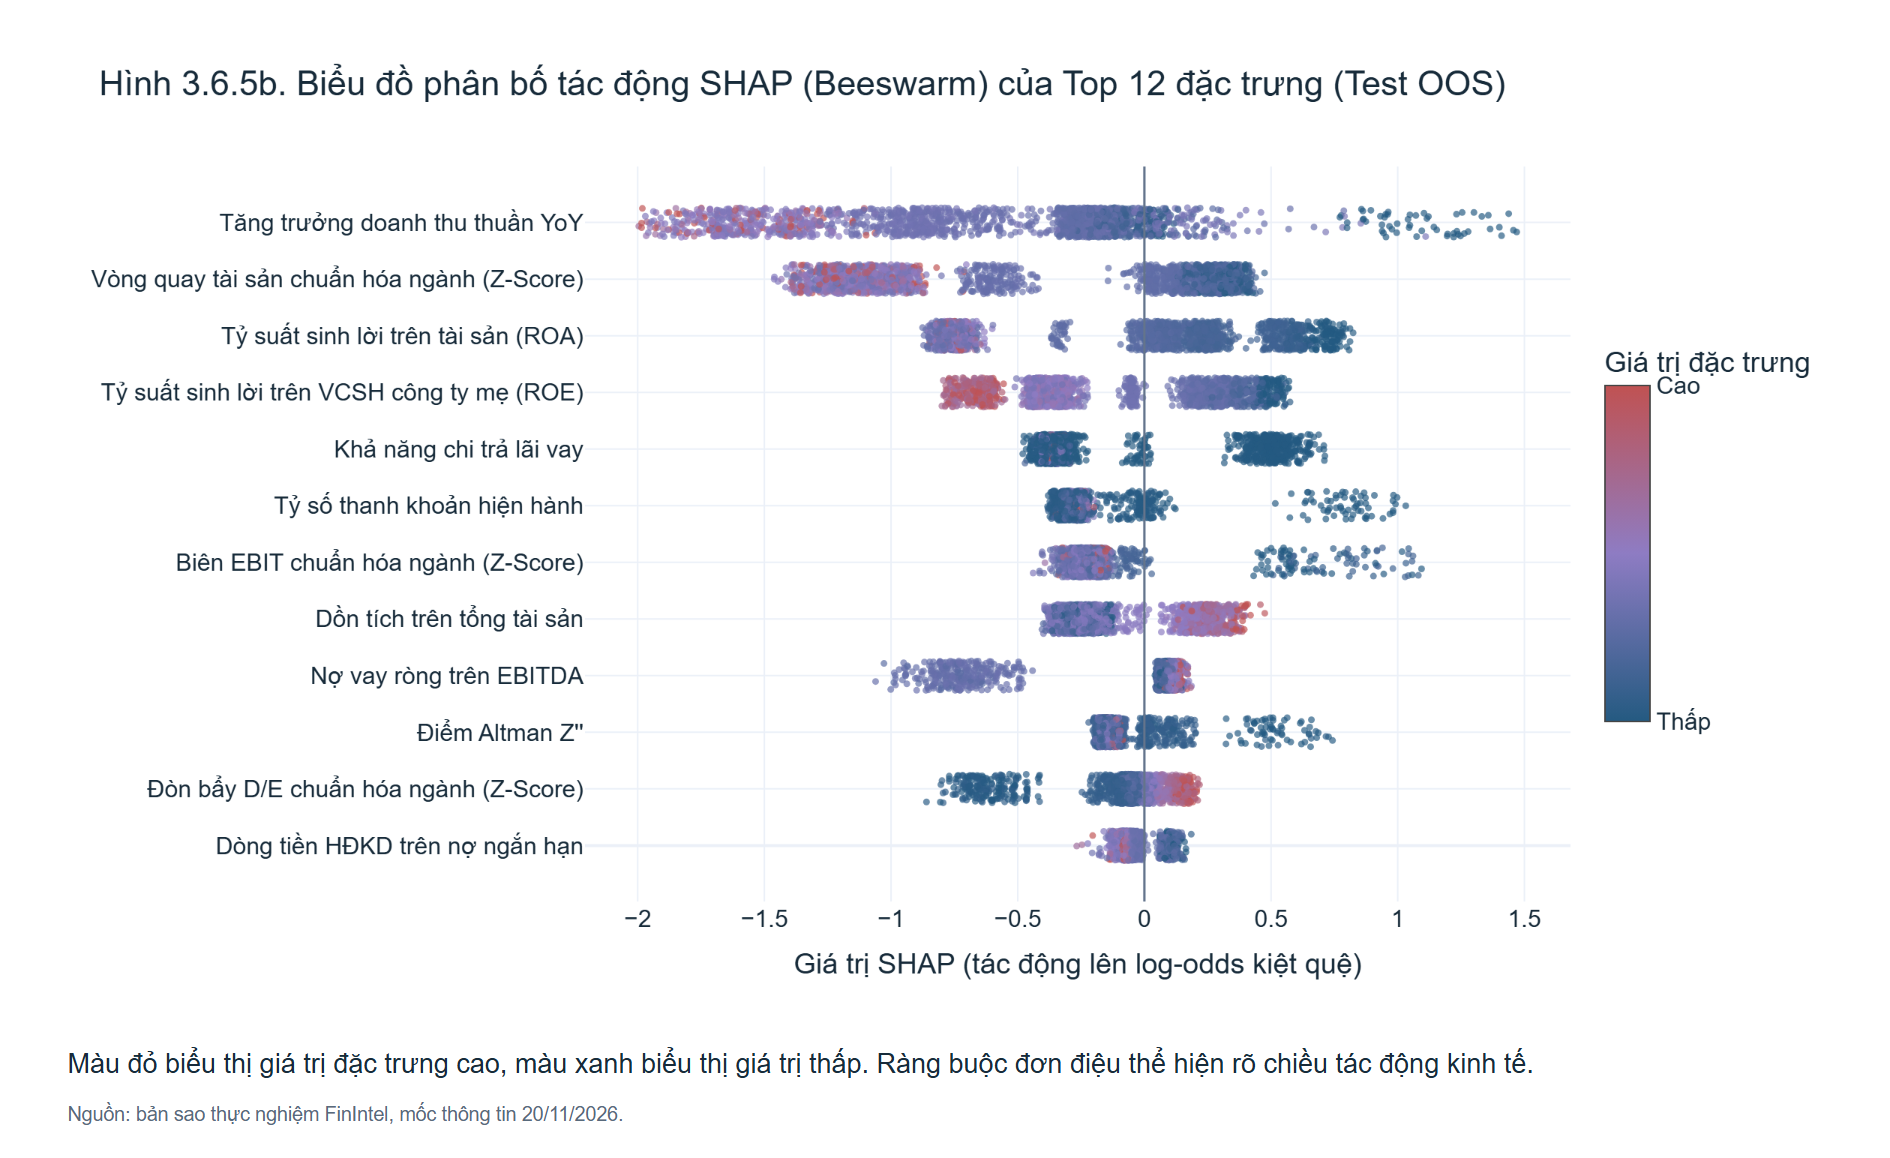 Hình 3.6.5b. Biểu đồ phân bố tác động SHAP (Beeswarm) của Top 12 đặc trưng (Test OOS)
Tăng trưởng doanh thu thuần YoY
Vòng quay tài sản chuẩn hóa ngành (Z-Score)
Tỷ suất sinh lời trên tài sản (ROA)
Tỷ suất sinh lời trên VCSH công ty mẹ (ROE)
Khả năng chi trả lãi vay
Tỷ số thanh khoản hiện hành
Biên EBIT chuẩn hóa ngành (Z-Score)
Dồn tích trên tổng tài sản
Nợ vay ròng trên EBITDA
Điểm Altman Z"
Đòn bẩy D/E chuẩn hóa ngành (Z-Score)
Dòng tiền HĐKD trên nợ ngắn hạn
−2 −1.5 −1 −0.5 0 0.5 1 1.5
Giá trị SHAP (tác động lên log-odds kiệt quệ)
Giá trị đặc trưng
Cao
Thấp
Màu đỏ biểu thị giá trị đặc trưng cao, màu xanh biểu thị giá trị thấp. Ràng buộc đơn điệu thể hiện rõ chiều tác động kinh tế.
Nguồn: bản sao thực nghiệm FinIntel, mốc thông tin 20/11/2026.